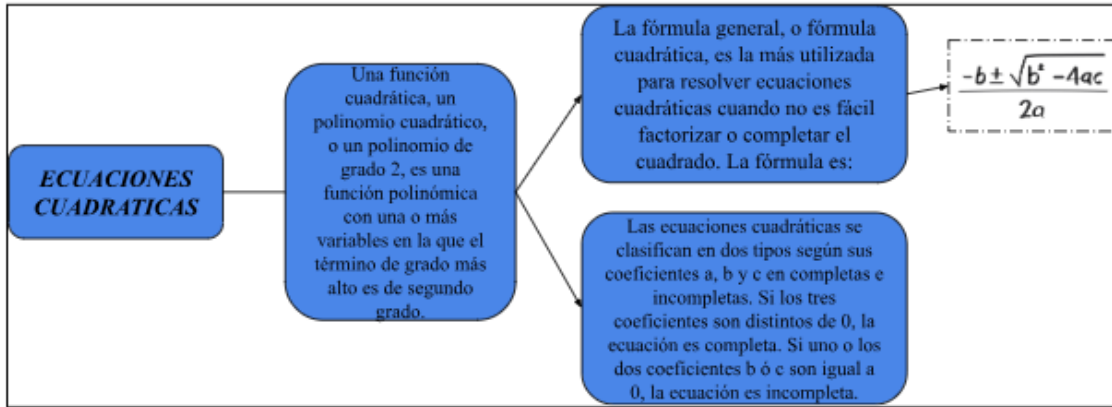 ECUACIONES
CUADRATICAS
Una función
cuadrática, un
polinomio cuadrático,
o un polinomio de
grado 2, es una
función polinómica
con una o más
variables en la que el
término de grado más
alto es de segundo
grado.
La fórmula general, o fórmula
cuadrática, es la más utilizada
para resolver ecuaciones
cuadráticas cuando no es fácil
factorizar o completar el
cuadrado. La fórmula es:
-b ± √b² -4ac
2a
Las ecuaciones cuadráticas se
clasifican en dos tipos según sus
coeficientes a, b y c en completas e
incompletas. Si los tres
coeficientes son distintos de 0, la
ecuación es completa. Si uno o los
dos coeficientes b ó c son igual a
0, la ecuación es incompleta.